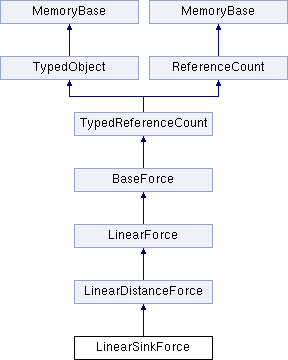 MemoryBase MemoryBase
TypedObject ReferenceCount
TypedReferenceCount
BaseForce
LinearForce
LinearDistanceForce
LinearSinkForce